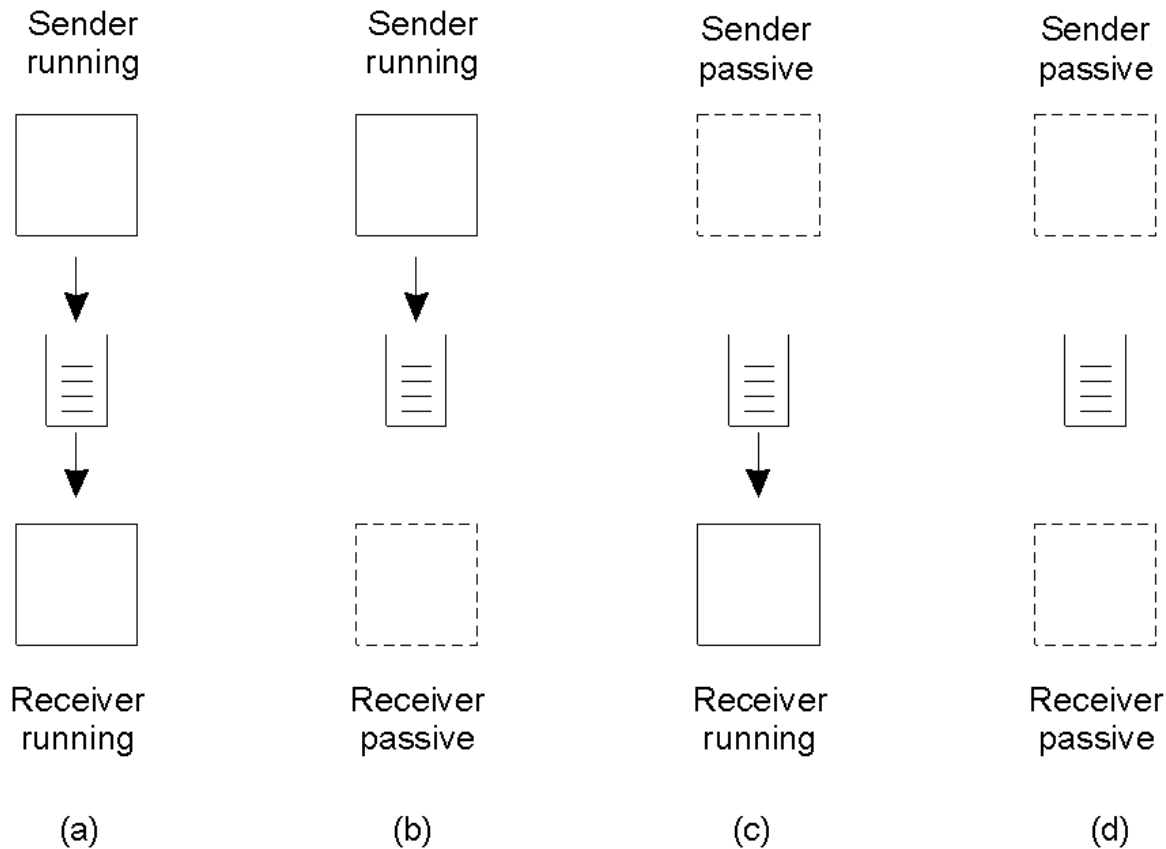 Sender
running
Sender
running
Sender
passive
Sender
passive
Receiver
running
Receiver
passive
Receiver
running
Receiver
passive
(a)
(b)
(c)
(d)